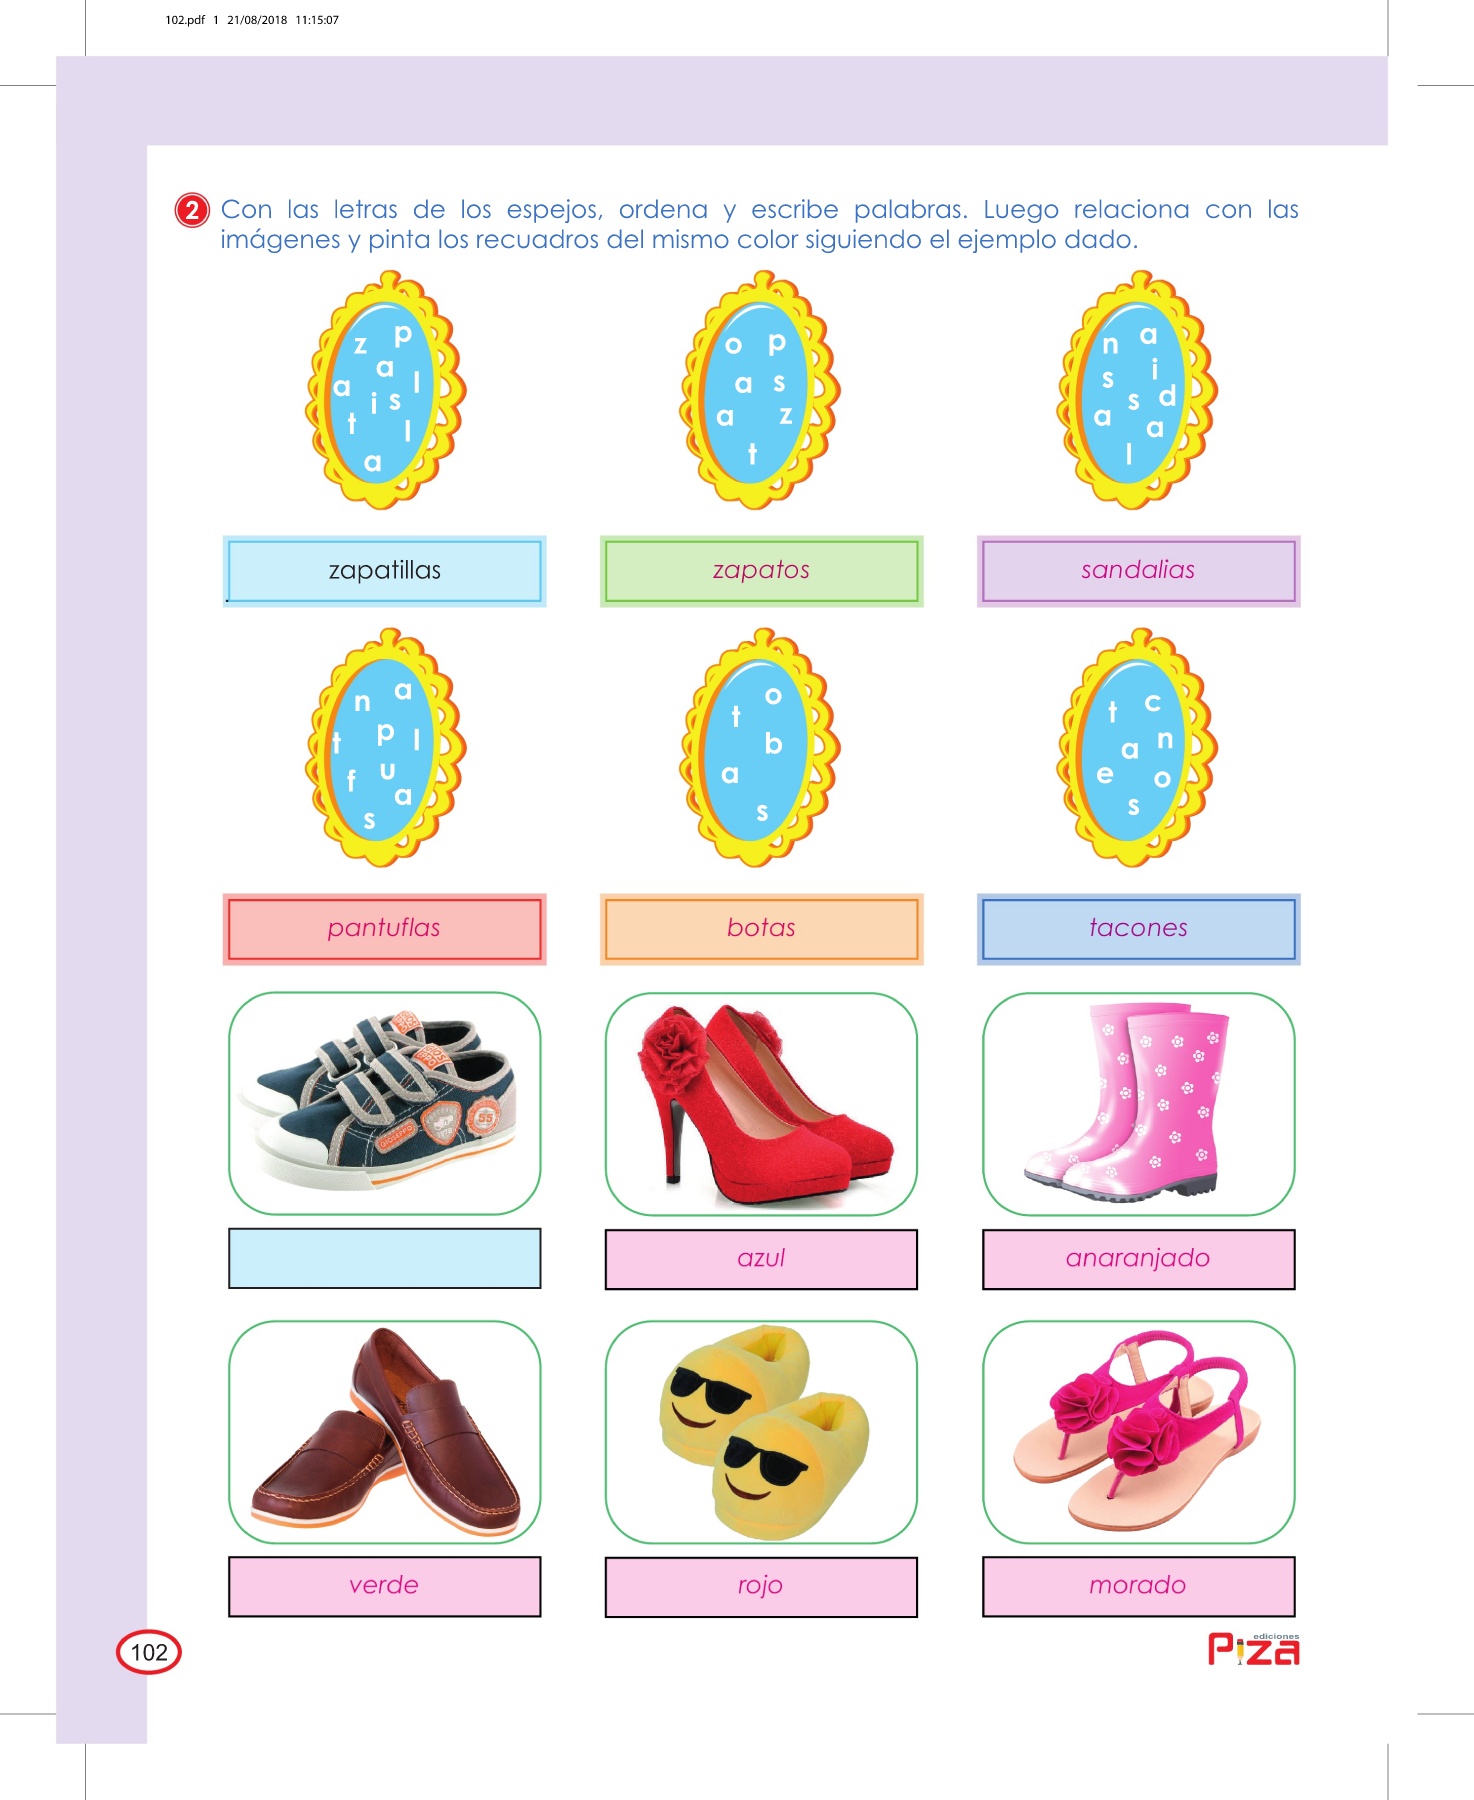 102.pdf 1 21/08/2018 11:15:07
2 Con las letras de los espejos, ordena y escribe palabras. Luego relaciona con las
imágenes y pinta los recuadros del mismo color siguiendo el ejemplo dado.
z p
a
a l
i s
t l
a
o p
a s
a z
t
n a
s i
s d
a a
l
zapatillas
zapatos
sandalias
n a
t p l
f u
a
s
o
t
b
a
s
t c
a n
e o
s
pantuflas
botas
tacones
55
azul
anaranjado
verde
rojo
morado
102
ediciones
Piza